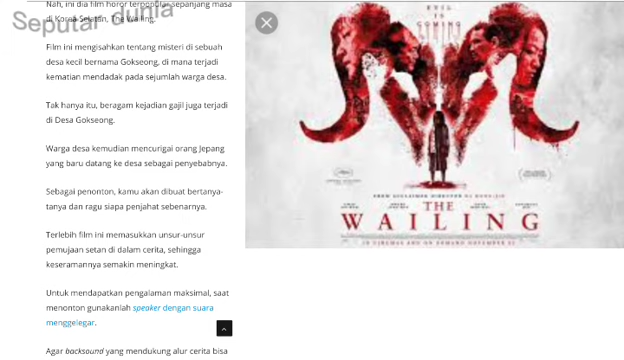 Nah, ini dia film horor terpopuler sepanjang masa
di Korea Selatan, The Wailing.
Seputar dunia
Film ini mengisahkan tentang misteri di sebuah
desa kecil bernama Gokseong, di mana terjadi
kematian mendadak pada sejumlah warga desa.
Tak hanya itu, beragam kejadian gajil juga terjadi
di Desa Gokseong.
Warga desa kemudian mencurigai orang Jepang
yang baru datang ke desa sebagai penyebabnya.
Sebagai penonton, kamu akan dibuat bertanya-
tanya dan ragu siapa penjahat sebenarnya.
Terlebih film ini memasukkan unsur-unsur
pemujaan setan di dalam cerita, sehingga
keseramannya semakin meningkat.
Untuk mendapatkan pengalaman maksimal, saat
menonton gunakanlah speaker dengan suara
menggelegar.
Agar backsound yang mendukung alur cerita bisa
EVIL
IS
COMING
THE
WAILING
IN CINEMAS AND ON DEMAND NOVEMBER